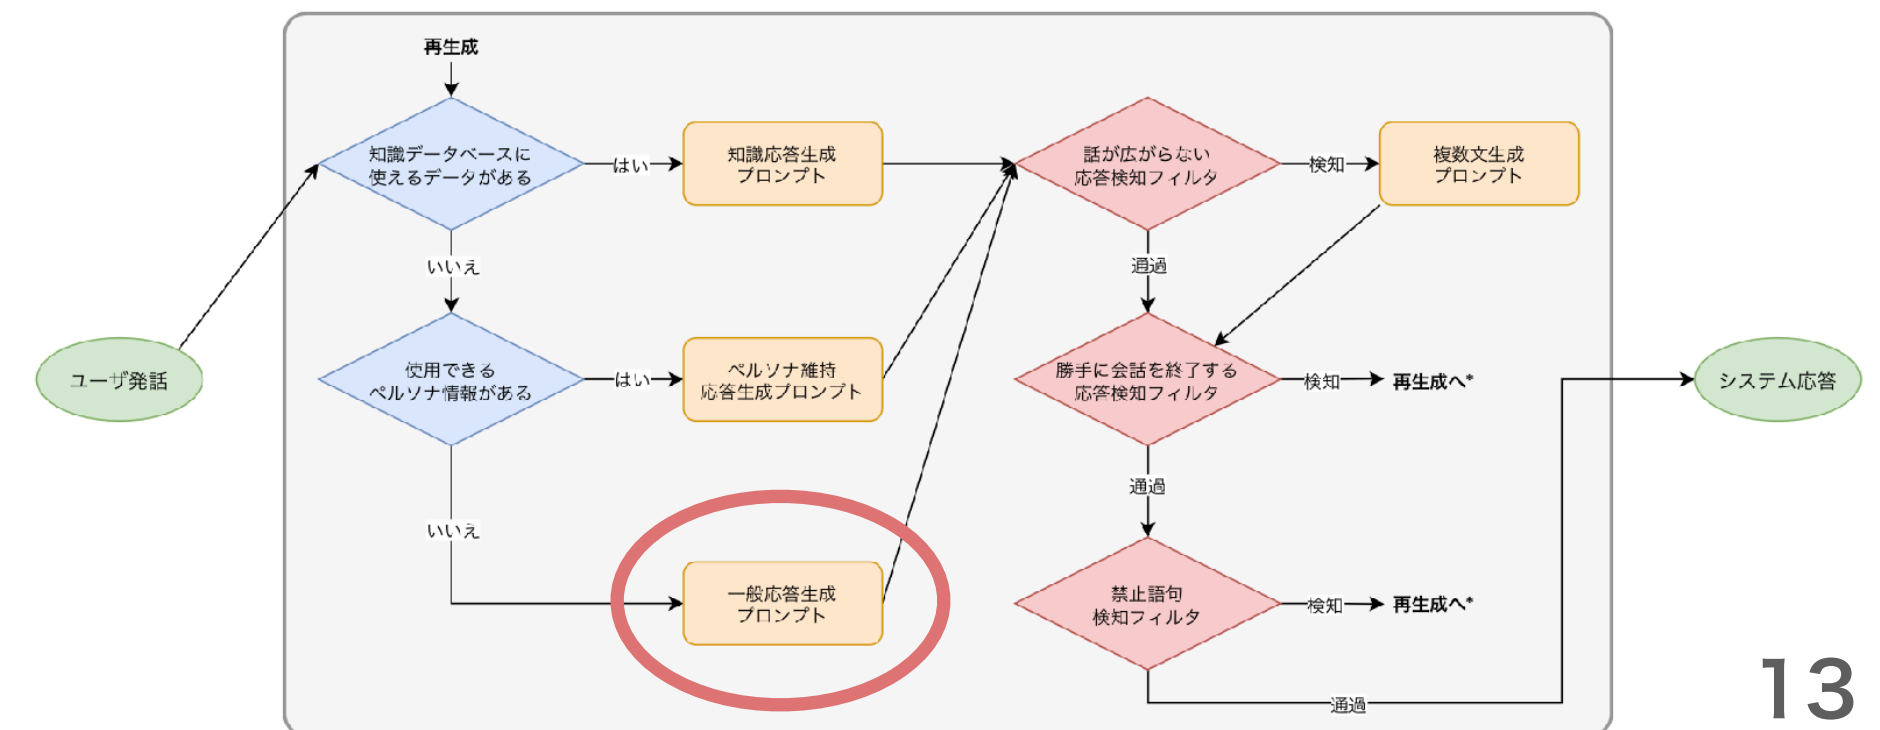 再生成
知識データベースに
使えるデータがある
はい
知識応答生成
プロンプト
話が広がらない
応答検知フィルタ
検知
複数文生成
プロンプト
いいえ
通過
ユーザ発話
使用できる
ペルソナ情報がある
はい
ペルソナ維持
応答生成プロンプト
勝手に会話を終了する
応答検知フィルタ
検知
再生成へ*
システム応答
いいえ
通過
一般応答生成
プロンプト
禁止語句
検知フィルタ
検知
再生成へ*
通過
13